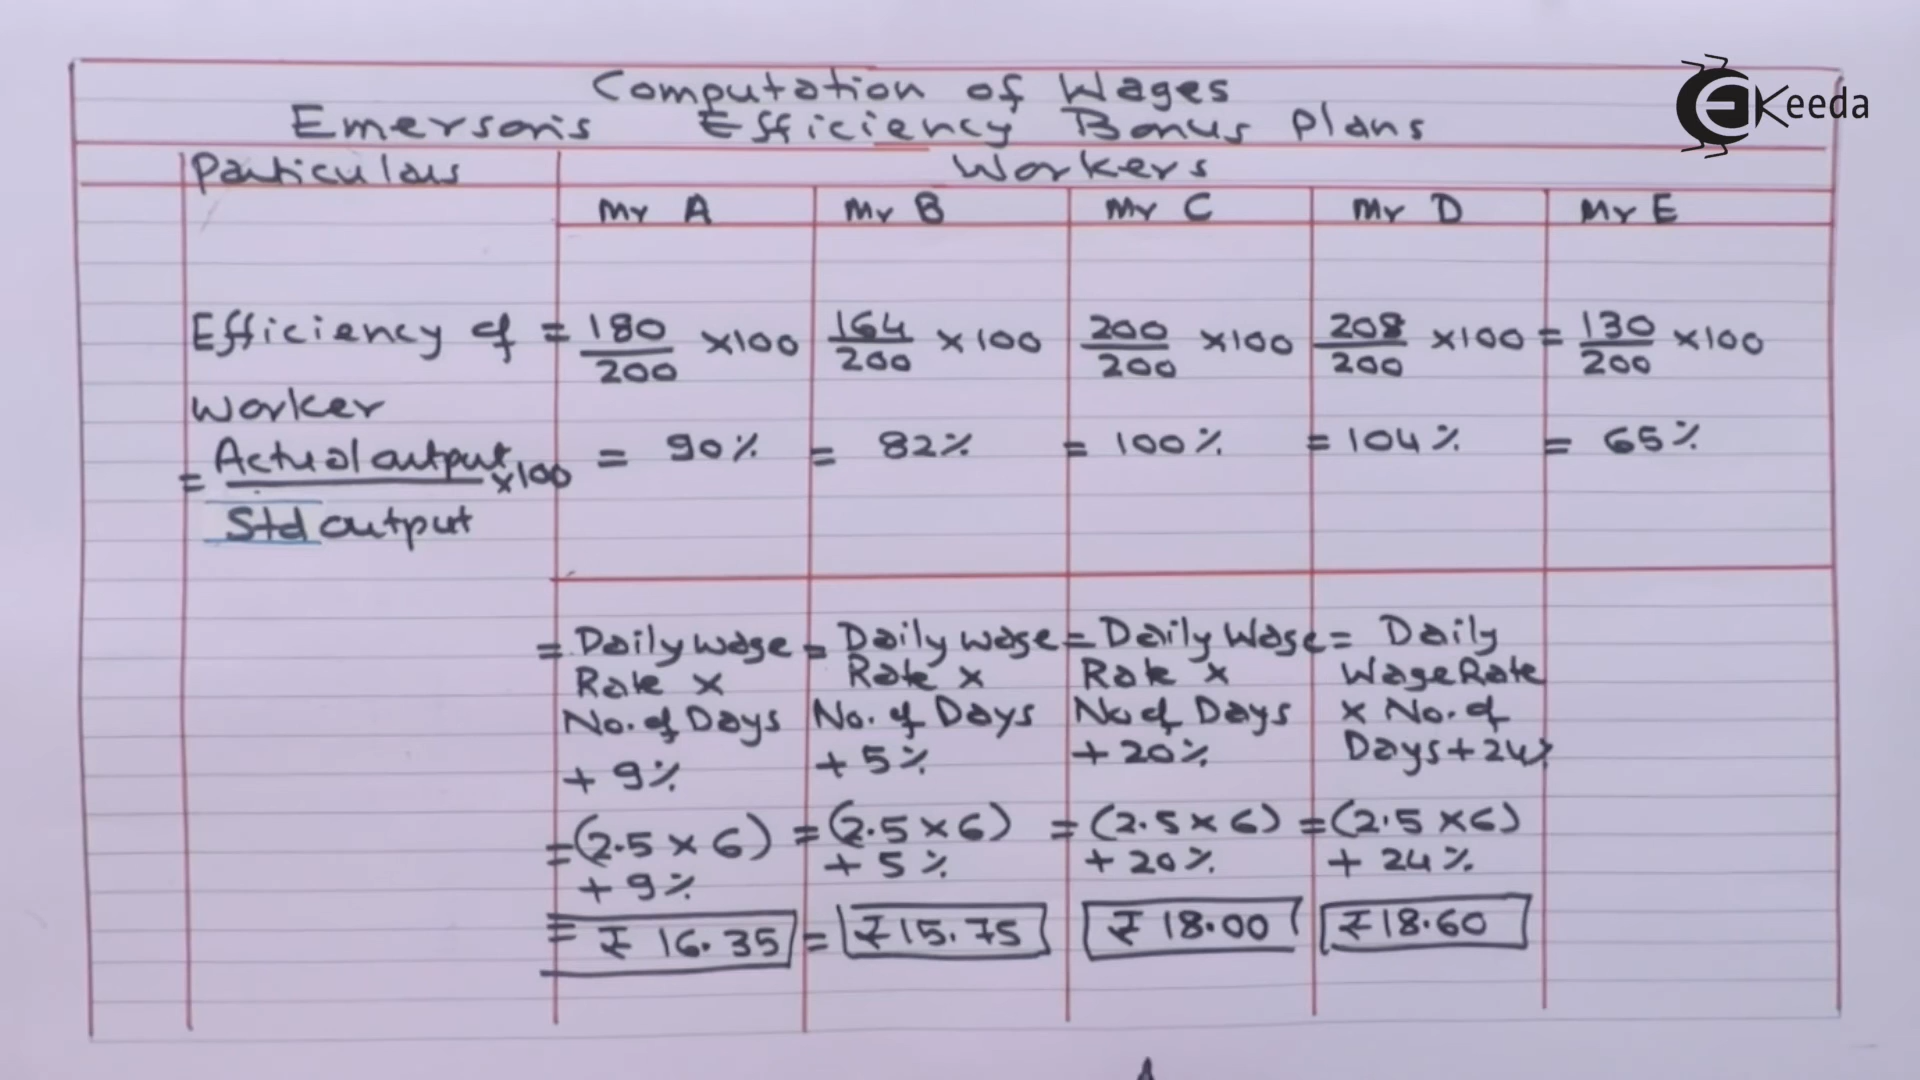 Computation of Wages
Emerson's Efficiency Bonus Plans
Particulars Workers
Mr A Mr B Mr C Mr D Mr E
Efficiency of = 180/200 ×100 164/200 ×100 200/200 ×100 208/200 ×100 = 130/200 ×100
Worker
= Actual output/Std output ×100 = 90% = 82% = 100% = 104% = 65%
= Daily wage = Daily wage = Daily Wage = Daily
Rate × Rate × Rate × Wage Rate
No. of Days No. of Days No. of Days × No. of
+ 9% + 5% + 20% Days + 24%
= (2.5 × 6) = (2.5 × 6) = (2.5 × 6) = (2.5 × 6)
+ 9% + 5% + 20% + 24%
= ₹ 16.35 = ₹ 15.75 ₹ 18.00 ₹ 18.60
Keeda